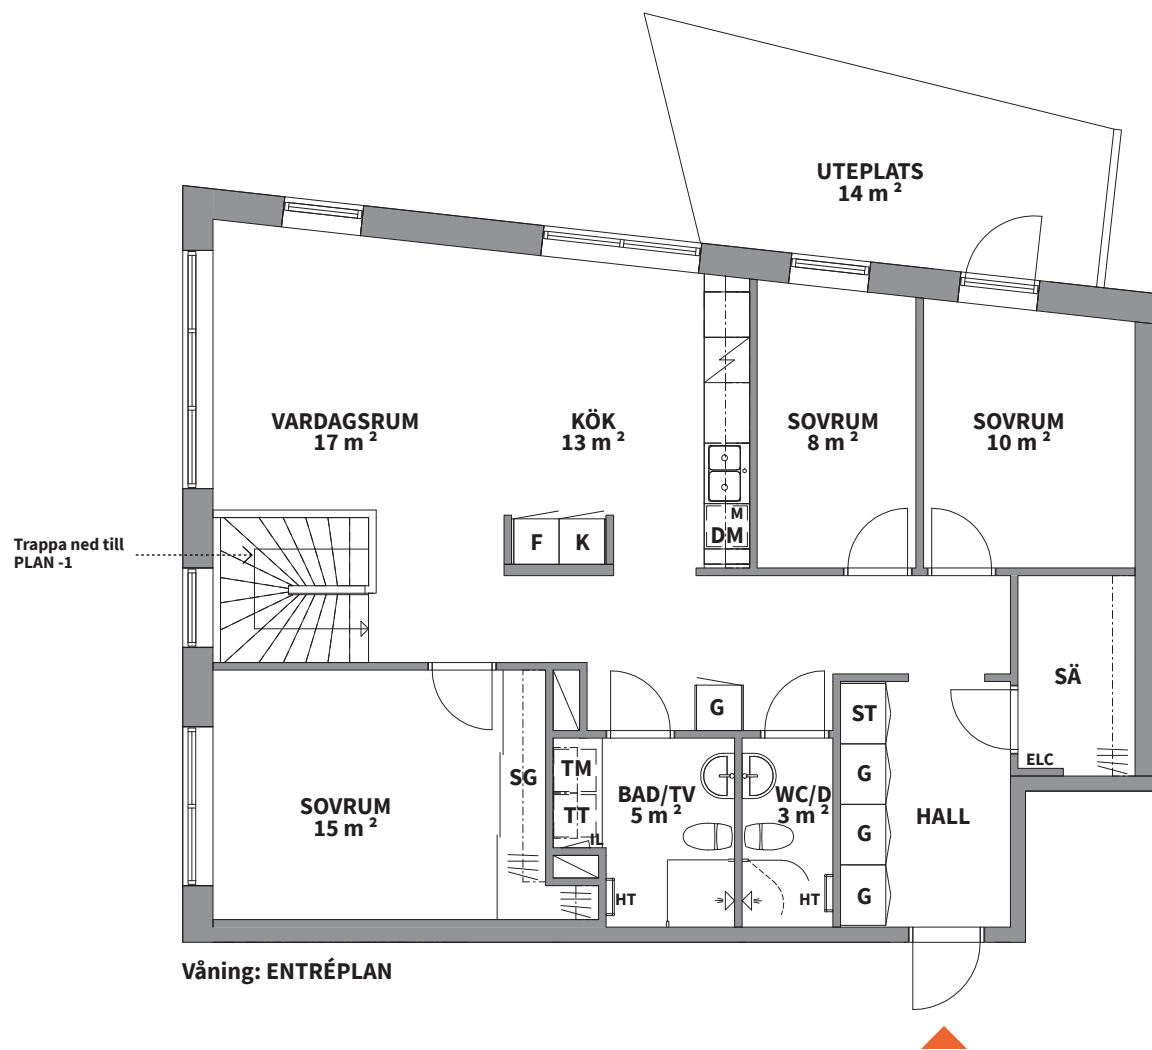 UTEPLATS
14 m ²
VARDAGSRUM
17 m ²
KÖK
13 m ²
SOVRUM
8 m ²
SOVRUM
10 m ²
M
DM
F K
Trappa ned till
PLAN -1
SÄ
ELC
G
ST
G
G
G
HALL
TM
TT
IL
SG
BAD/TV
5 m ²
WC/D
3 m ²
SOVRUM
15 m ²
HT
HT
Våning: ENTRÉPLAN